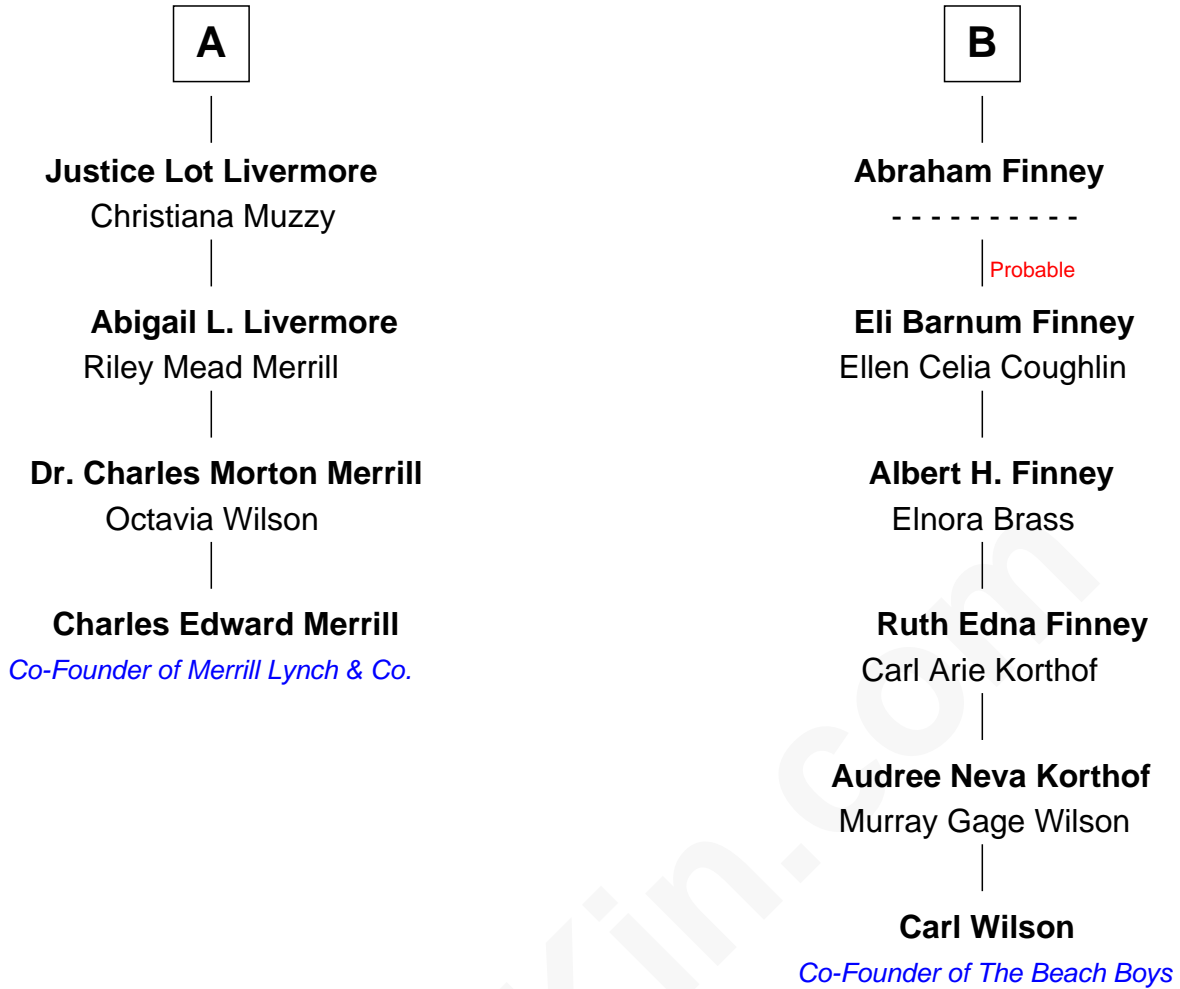 A
Justice Lot Livermore
Christiana Muzzy
Abigail L. Livermore
Riley Mead Merrill
Dr. Charles Morton Merrill
Octavia Wilson
Charles Edward Merrill
Co-Founder of Merrill Lynch & Co.
B
Abraham Finney
- - - - - - - - - -
Probable
Eli Barnum Finney
Ellen Celia Coughlin
Albert H. Finney
Elnora Brass
Ruth Edna Finney
Carl Arie Korthof
Audree Neva Korthof
Murray Gage Wilson
Carl Wilson
Co-Founder of The Beach Boys
Kin.com